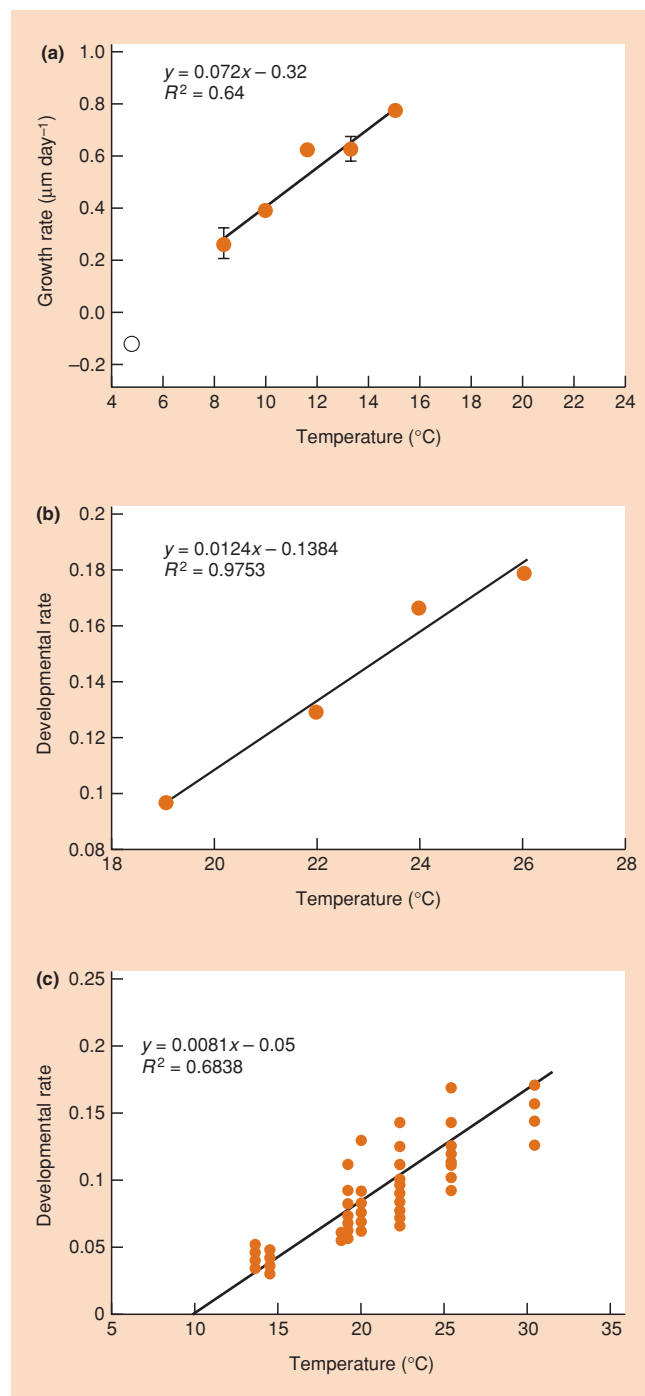 (a)
y = 0.072x – 0.32
R² = 0.64
Growth rate (µm day⁻¹)
1.0
0.8
0.6
0.4
0.2
0.0
–0.2
4 6 8 10 12 14 16 18 20 22 24
Temperature (°C)
(b)
y = 0.0124x – 0.1384
R² = 0.9753
Developmental rate
0.2
0.18
0.16
0.14
0.12
0.1
0.08
18 20 22 24 26 28
Temperature (°C)
(c)
y = 0.0081x – 0.05
R² = 0.6838
Developmental rate
0.25
0.2
0.15
0.1
0.05
0
5 10 15 20 25 30 35
Temperature (°C)